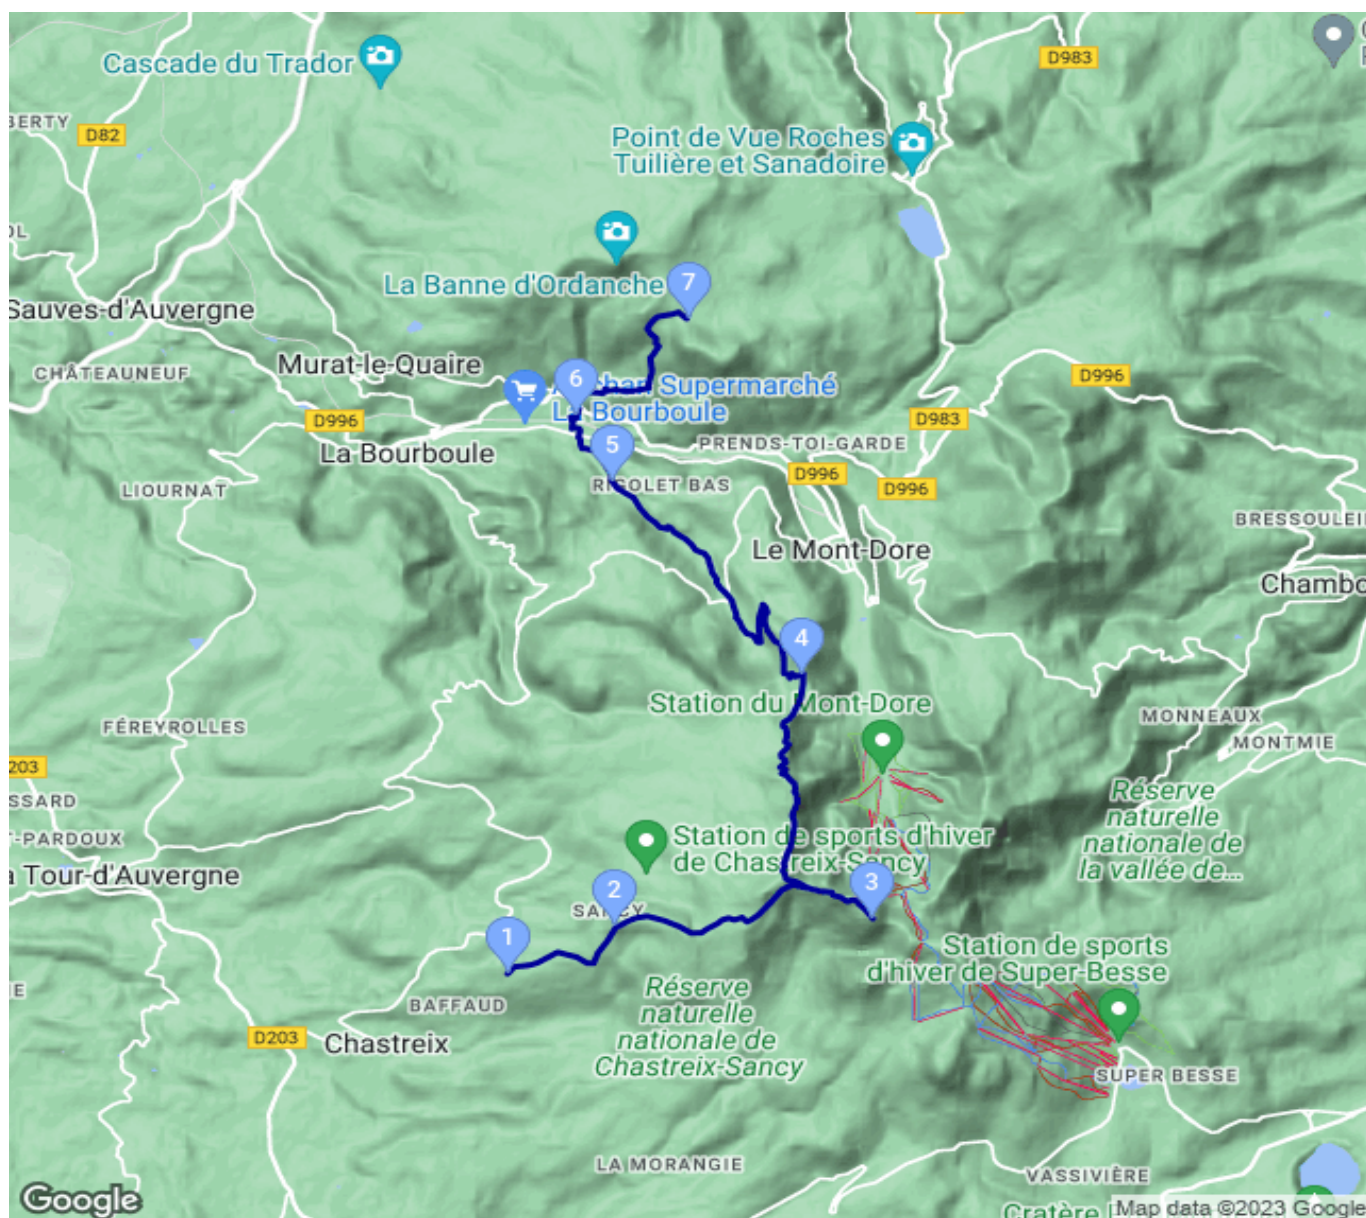 Cascade du Trador
D983
BERTY
D82
Point de Vue Roches
Tuilière et Sanadoire
La Banne d'Ordanche
7
Sauves-d'Auvergne
Murat-le-Quaire
CHÂTEAUNEUF
6
Supermarché
La Bourboule
D996
D996
D983
La Bourboule
5
PRENDS-TOI-GARDE
D996
D996
LIOURNAT
RIGOLET BAS
Le Mont-Dore
BRESSOULEI
Chambo
4
Station du Mont-Dore
FÉREYROLLES
MONNEAUX
MONTMIE
203
SSARD
T-PARDOUX
a Tour-d'Auvergne
Réserve
naturelle
nationale de
la vallée de...
Station de sports d'hiver
de Chastreix-Sancy
3
2
SANCY
1
Station de sports
d'hiver de Super-Besse
BAFFAUD
Réserve
naturelle
nationale de
Chastreix-Sancy
D203
Chastreix
SUPER BESSE
LA MORANGIE
VASSIVIÈRE
Cratère
Google
Map data ©2023 Google